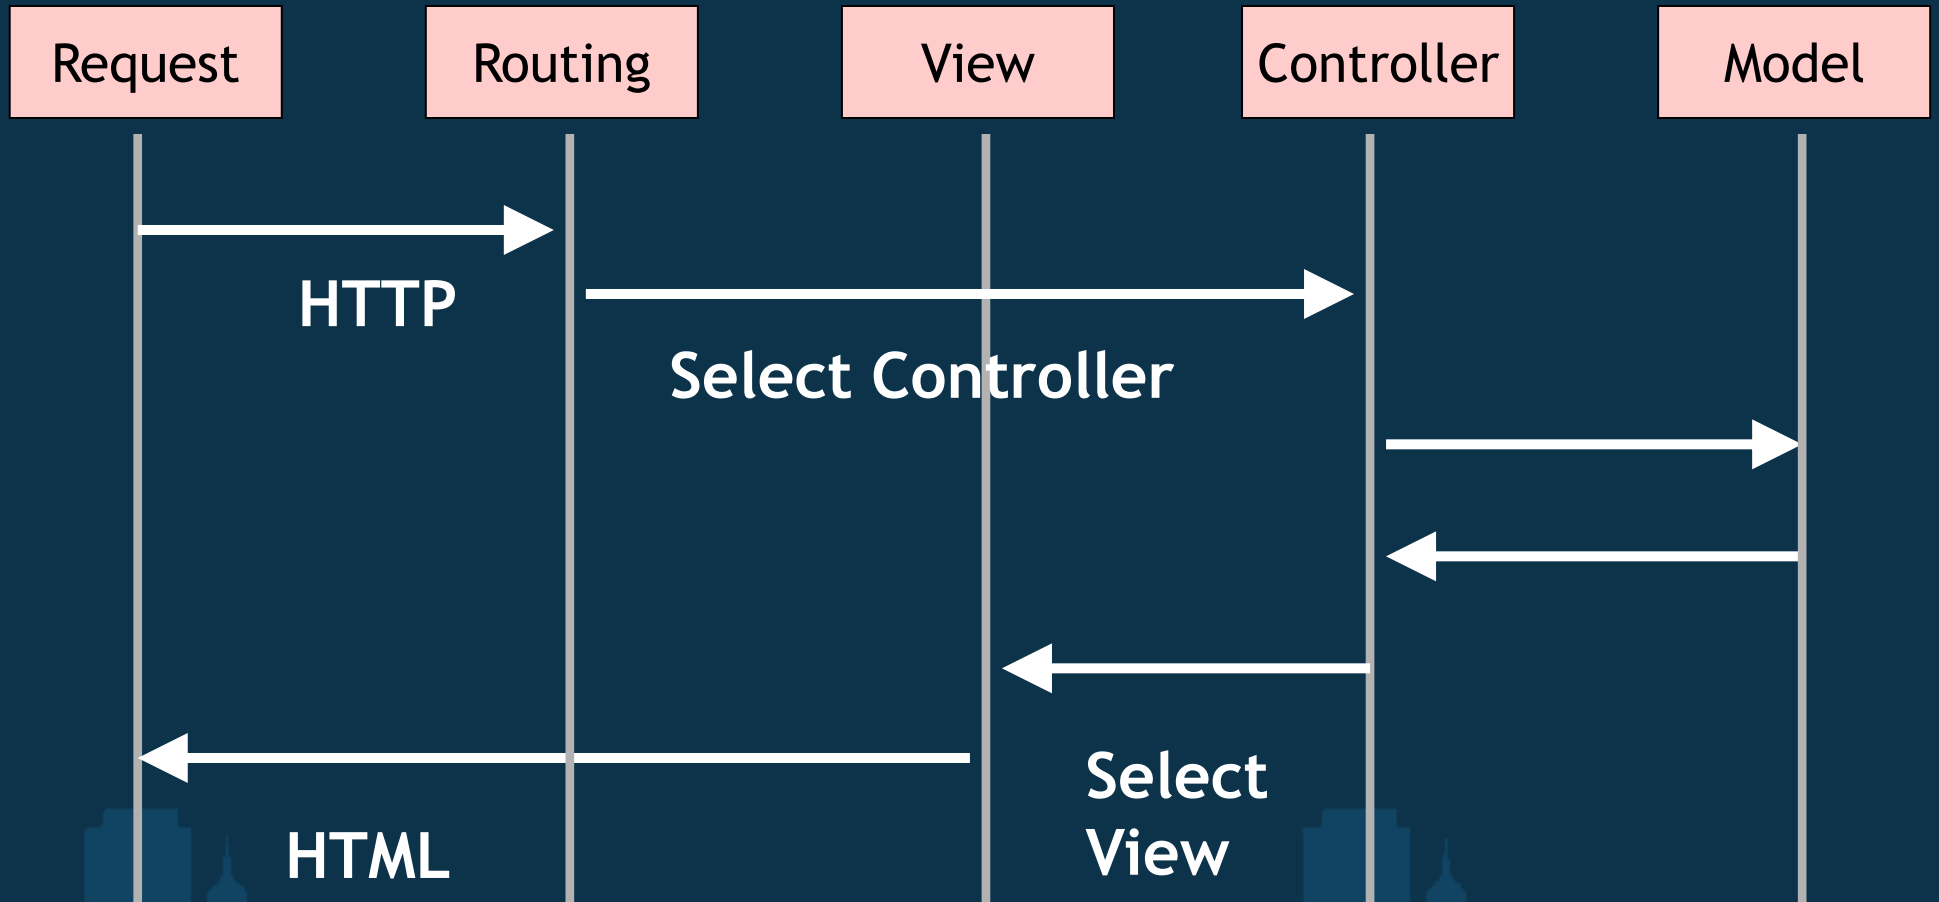 Request
Routing
View
Controller
Model
HTTP
Select Controller
Select
View
HTML